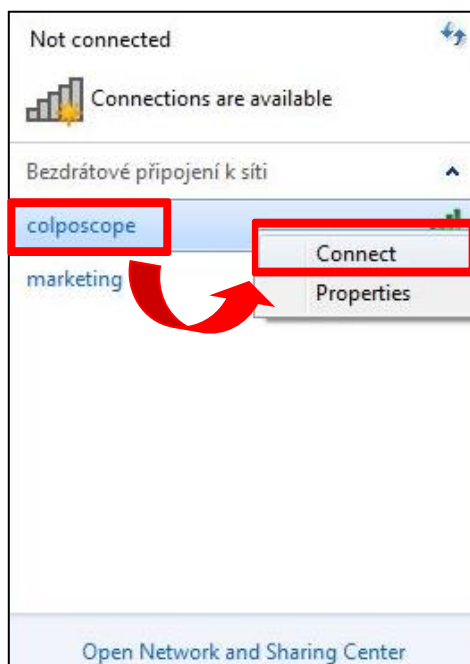 Not connected
Connections are available
Bezdrátové připojení k síti
colposcope
Connect
marketing
Properties
Open Network and Sharing Center